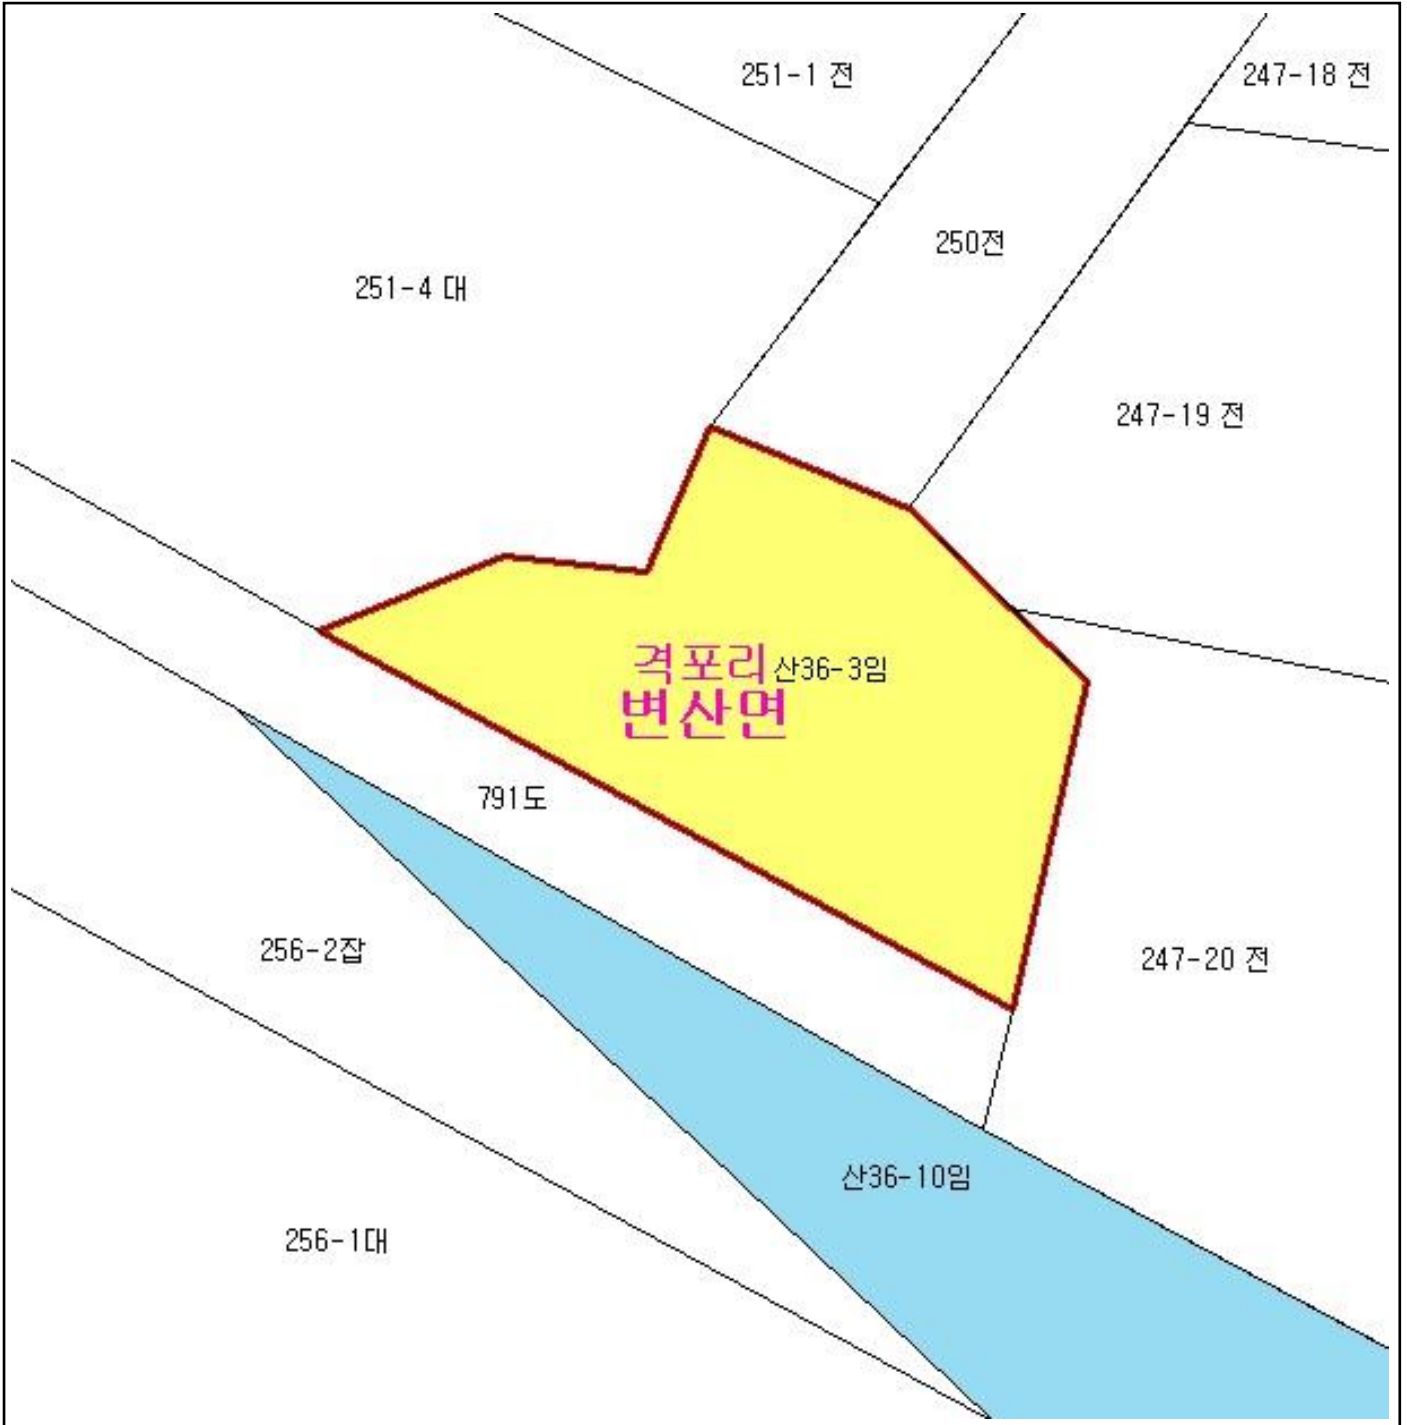 251-1 전
247-18 전
250전
251-4 대
247-19 전
격포리 산36-3임
변산면
791도
256-2잡
247-20 전
산36-10임
256-1대